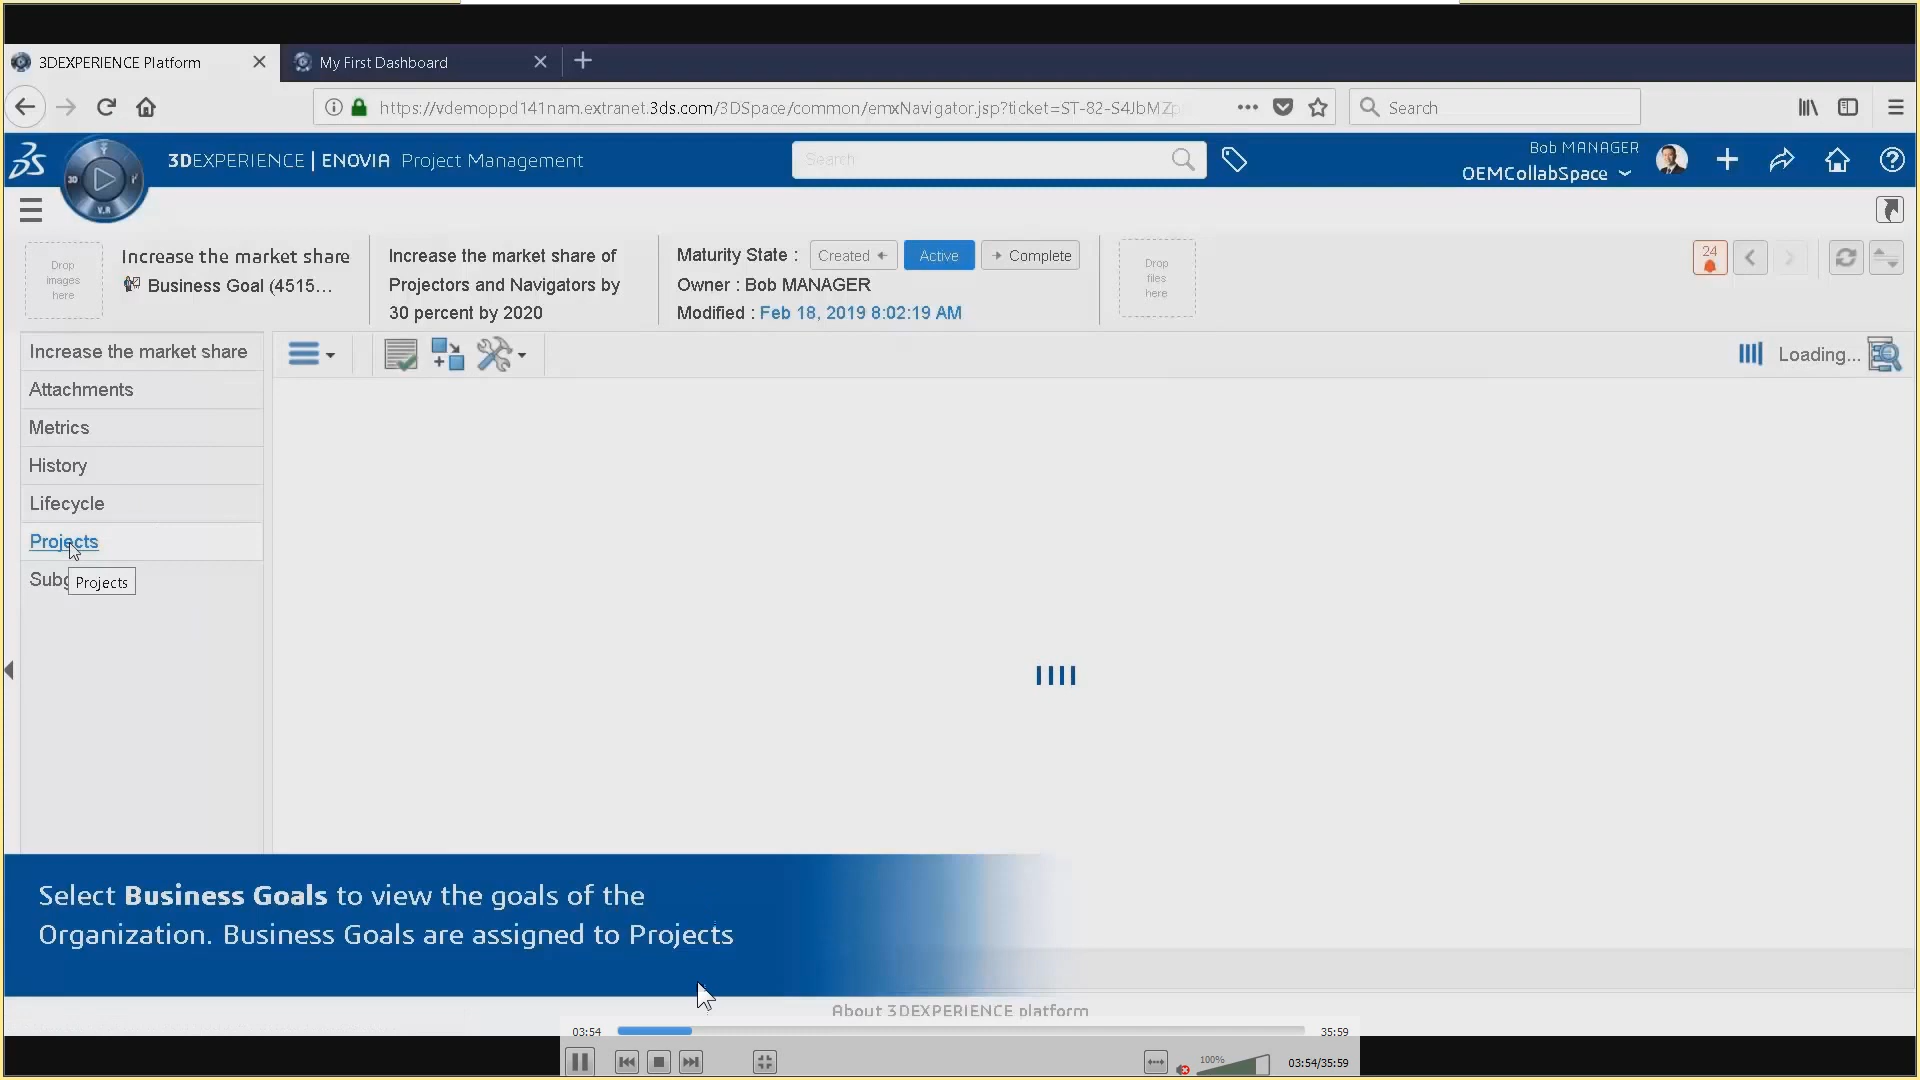 3DEXPERIENCE Platform
My First Dashboard
https://vdemoppd141nam.extranet.3ds.com/3DSpace/common/emxNavigator.jsp?ticket=ST-82-S4JbMZp
Search
3DEXPERIENCE | ENOVIA Project Management
Search
Bob MANAGER
OEMCollabSpace
3D
V.R
Drop
images
here
Increase the market share
Business Goal (4515...
Increase the market share of
Projectors and Navigators by
30 percent by 2020
Maturity State :
Created
Active
Complete
Owner : Bob MANAGER
Modified : Feb 18, 2019 8:02:19 AM
Drop
files
here
24
Increase the market share
Attachments
Metrics
History
Lifecycle
Projects
Projects
Loading...
Select Business Goals to view the goals of the
Organization. Business Goals are assigned to Projects
About 3DEXPERIENCE platform
03:54
35:59
100%
03:54/35:59